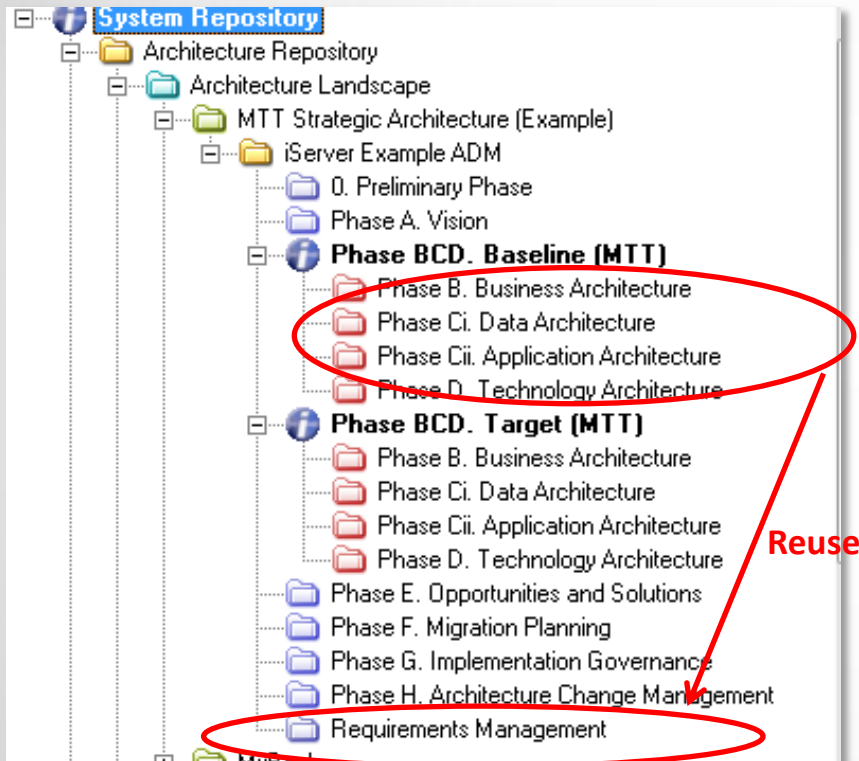 System Repository
Architecture Repository
Architecture Landscape
MTT Strategic Architecture (Example)
iServer Example ADM
0. Preliminary Phase
Phase A. Vision
Phase BCD. Baseline (MTT)
Phase B. Business Architecture
Phase Ci. Data Architecture
Phase Cii. Application Architecture
Phase D. Technology Architecture
Phase BCD. Target (MTT)
Phase B. Business Architecture
Phase Ci. Data Architecture
Phase Cii. Application Architecture
Reuse
Phase D. Technology Architecture
Phase E. Opportunities and Solutions
Phase F. Migration Planning
Phase G. Implementation Governance
Phase H. Architecture Change Management
Requirements Management